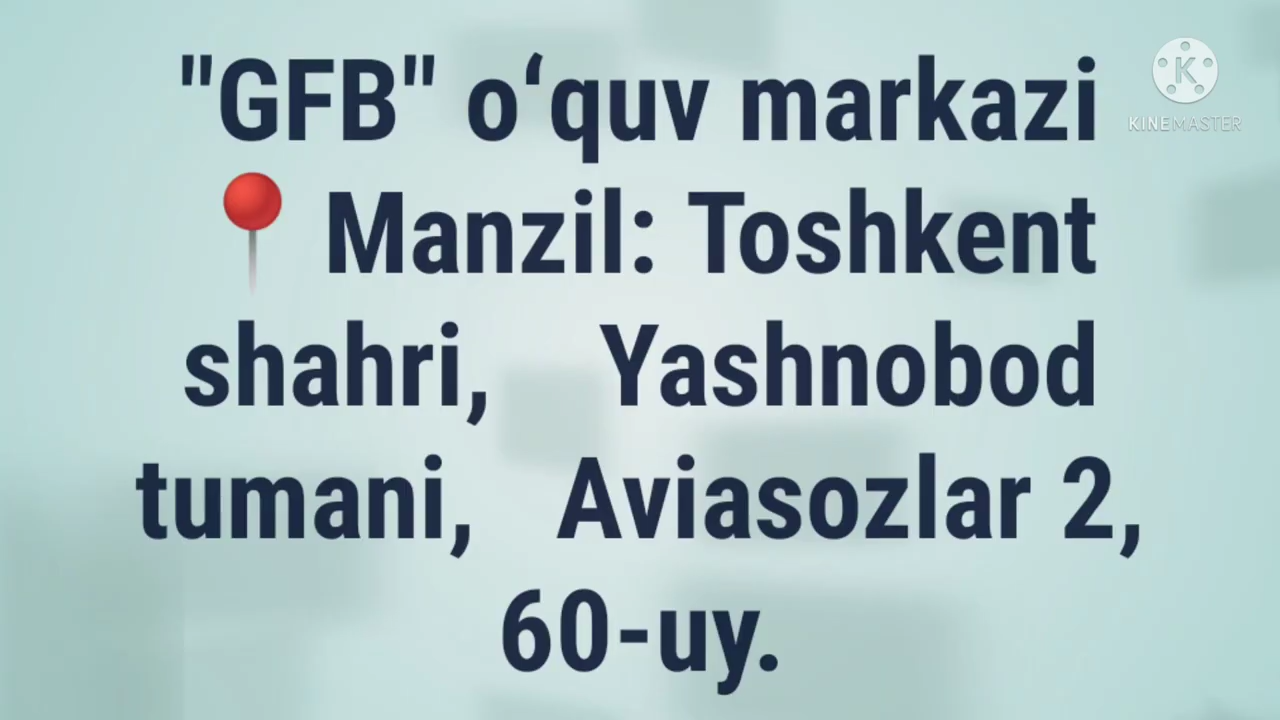 "GFB" o‘quv markazi
📍 Manzil: Toshkent
shahri, Yashnobod
tumani, Aviasozlar 2,
60-uy.
KINEMASTER